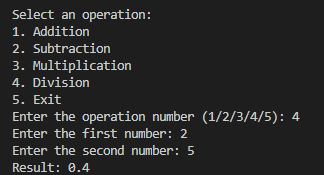 Select an operation:
1. Addition
2. Subtraction
3. Multiplication
4. Division
5. Exit
Enter the operation number (1/2/3/4/5): 4
Enter the first number: 2
Enter the second number: 5
Result: 0.4